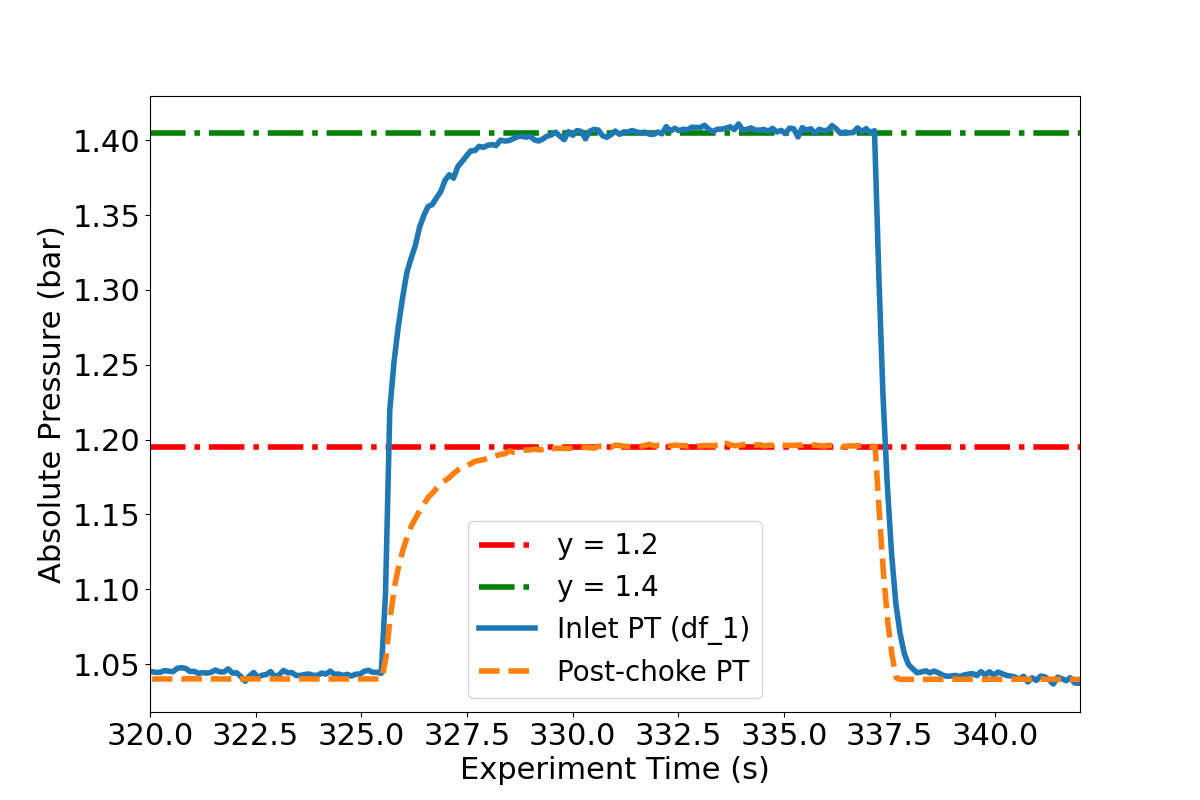 1.40
1.35
1.30
1.25
1.20
1.15
1.10
1.05
Absolute Pressure (bar)
y = 1.2
y = 1.4
Inlet PT (df_1)
Post-choke PT
320.0 322.5 325.0 327.5 330.0 332.5 335.0 337.5 340.0
Experiment Time (s)